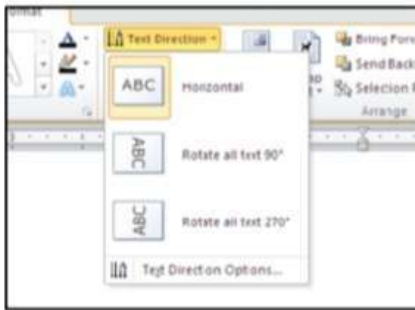 Format
Text Direction
Bring Forw
Send Back
Selection P
Arrange
ABC Horizontal
ABC Rotate all text 90°
ABC Rotate all text 270°
Text Direction Options...